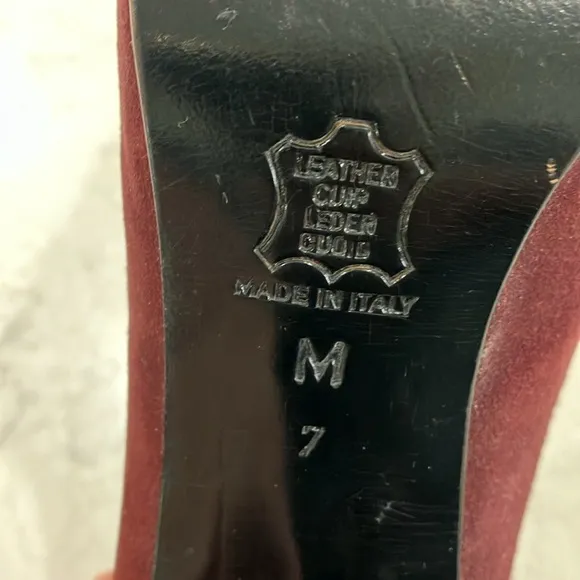 LEATHER
CUIR
LEDER
CUOIO
MADE IN ITALY
M
7